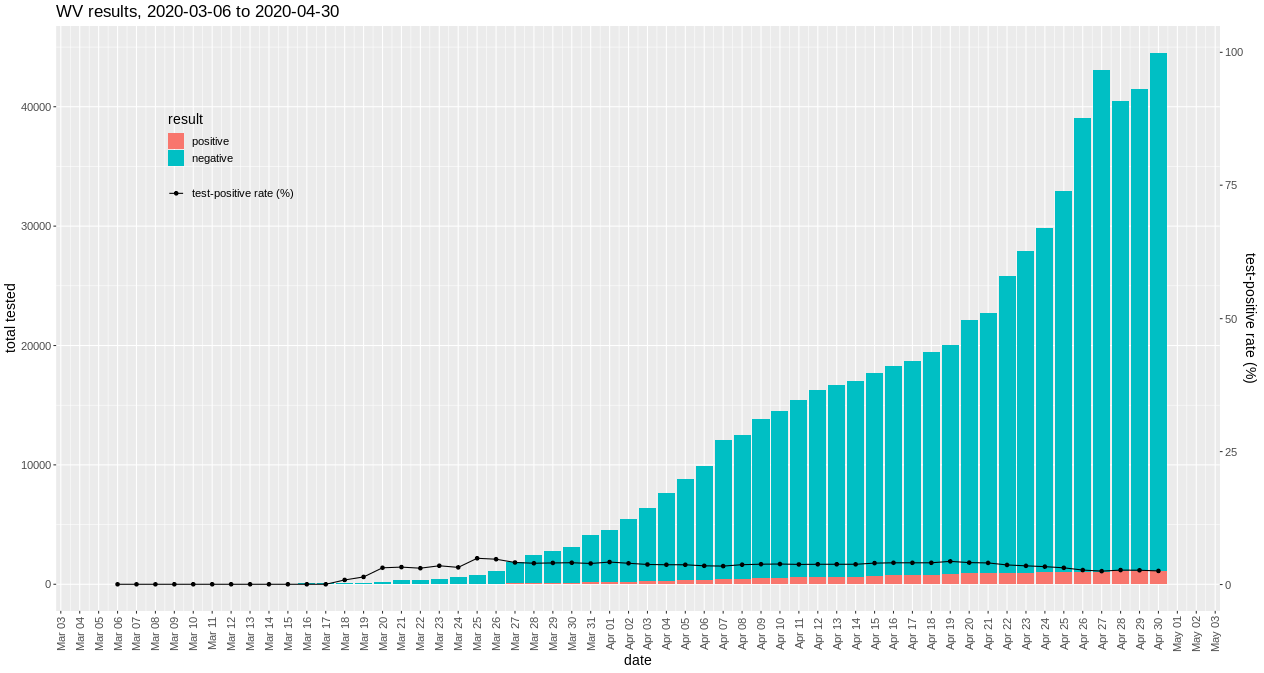 WV results, 2020-03-06 to 2020-04-30
total tested
40000
30000
20000
10000
0
result
positive
negative
test-positive rate (%)
100
75
50
25
0
test-positive rate (%)
Mar 03
Mar 04
Mar 05
Mar 06
Mar 07
Mar 08
Mar 09
Mar 10
Mar 11
Mar 12
Mar 13
Mar 14
Mar 15
Mar 16
Mar 17
Mar 18
Mar 19
Mar 20
Mar 21
Mar 22
Mar 23
Mar 24
Mar 25
Mar 26
Mar 27
Mar 28
Mar 29
Mar 30
Mar 31
Apr 01
Apr 02
Apr 03
Apr 04
Apr 05
Apr 06
Apr 07
Apr 08
Apr 09
Apr 10
Apr 11
Apr 12
Apr 13
Apr 14
Apr 15
Apr 16
Apr 17
Apr 18
Apr 19
Apr 20
Apr 21
Apr 22
Apr 23
Apr 24
Apr 25
Apr 26
Apr 27
Apr 28
Apr 29
Apr 30
May 01
May 02
May 03
date